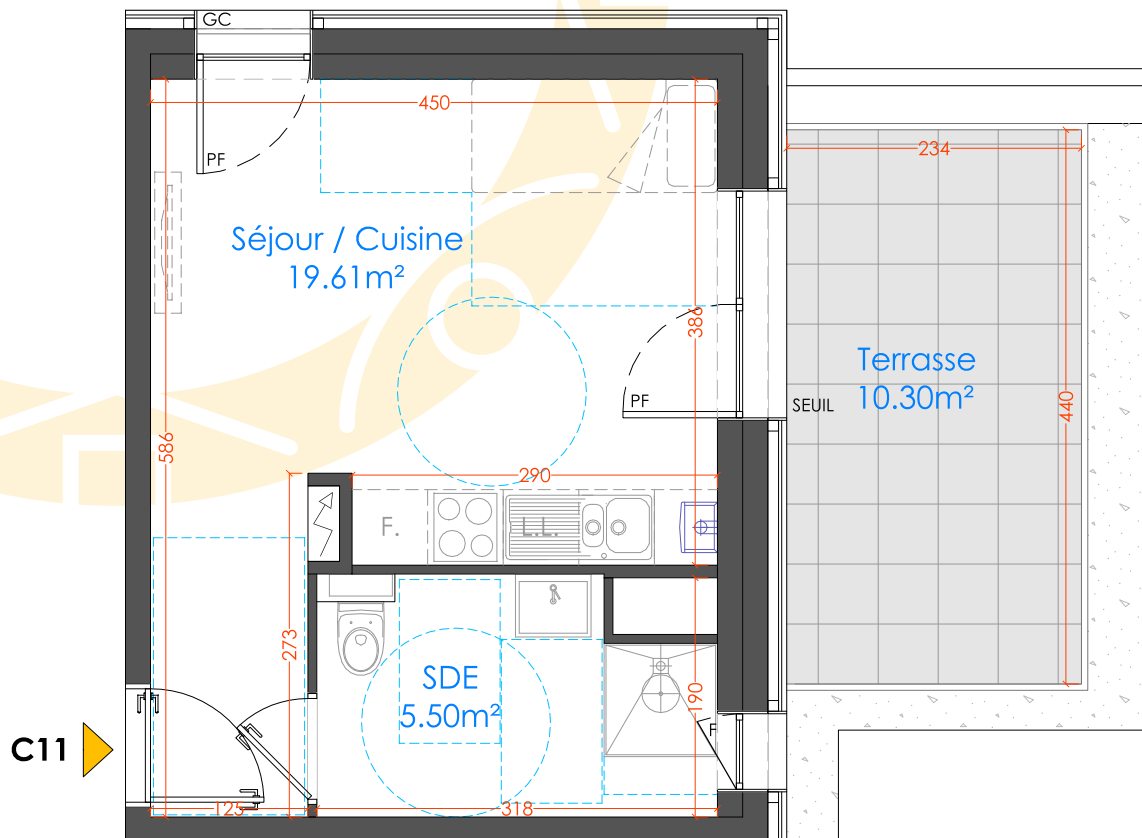 GC
450
PF
234
Séjour / Cuisine
19.61m²
386
PF
Terrasse
10.30m²
SEUIL
440
586
290
F.
L.L.
273
SDE
5.50m²
190
F
C11
125
318